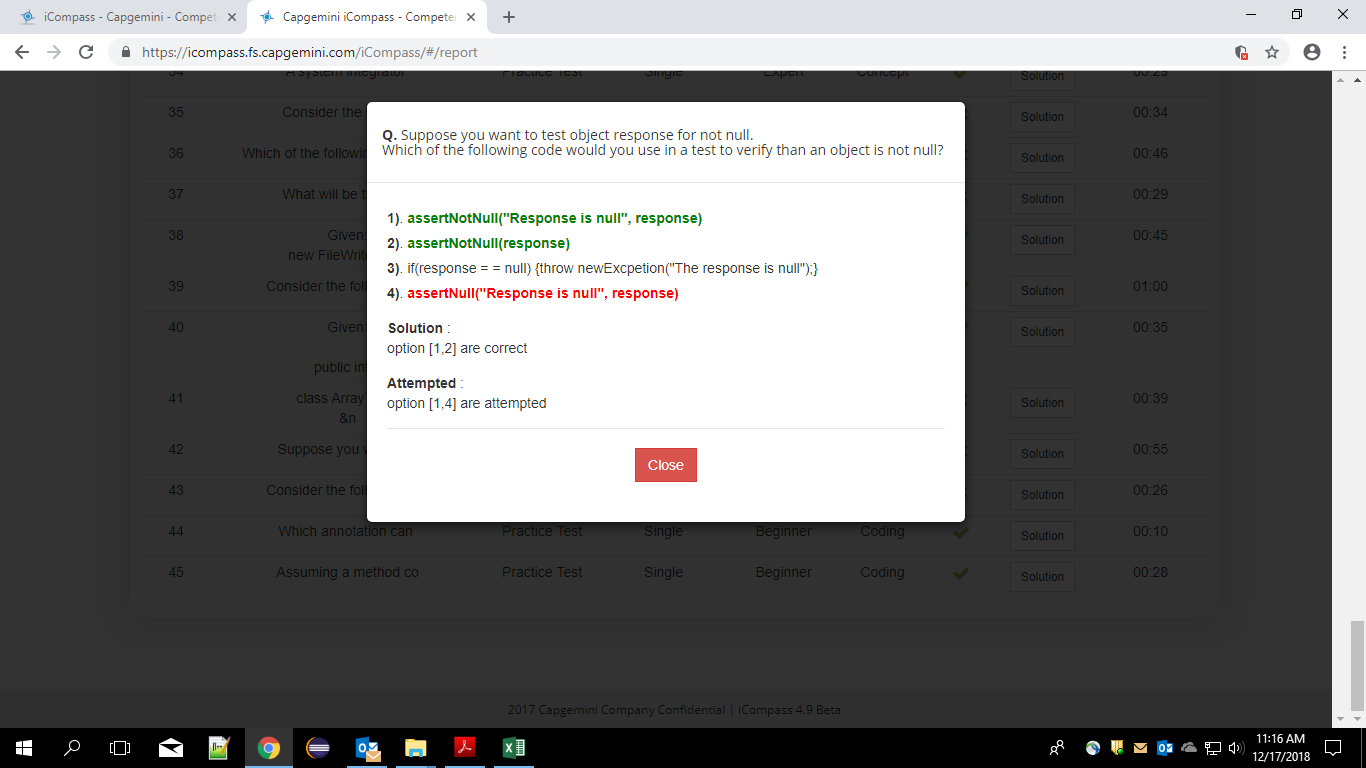 iCompass - Capgemini - Compet
Capgemini iCompass - Competen
https://icompass.fs.capgemini.com/iCompass/#/report
34 A system integrator Practice Test Single Expert Concept Solution 00:29
35 Consider the Solution 00:34
36 Which of the followin Solution 00:46
37 What will be t Solution 00:29
38 Given: Solution 00:45
new FileWrit
39 Consider the foll Solution 01:00
40 Given: Solution 00:35
public in
41 class Array Solution 00:39
&n
42 Suppose you w Solution 00:55
43 Consider the foll Solution 00:26
44 Which annotation can Practice Test Single Beginner Coding Solution 00:10
45 Assuming a method co Practice Test Single Beginner Coding Solution 00:28
Q. Suppose you want to test object response for not null.
Which of the following code would you use in a test to verify than an object is not null?
1). assertNotNull("Response is null", response)
2). assertNotNull(response)
3). if(response = = null) {throw newExcpetion("The response is null");}
4). assertNull("Response is null", response)
Solution :
option [1,2] are correct
Attempted :
option [1,4] are attempted
Close
2017 Capgemini Company Confidential | iCompass 4.9 Beta
11:16 AM
12/17/2018